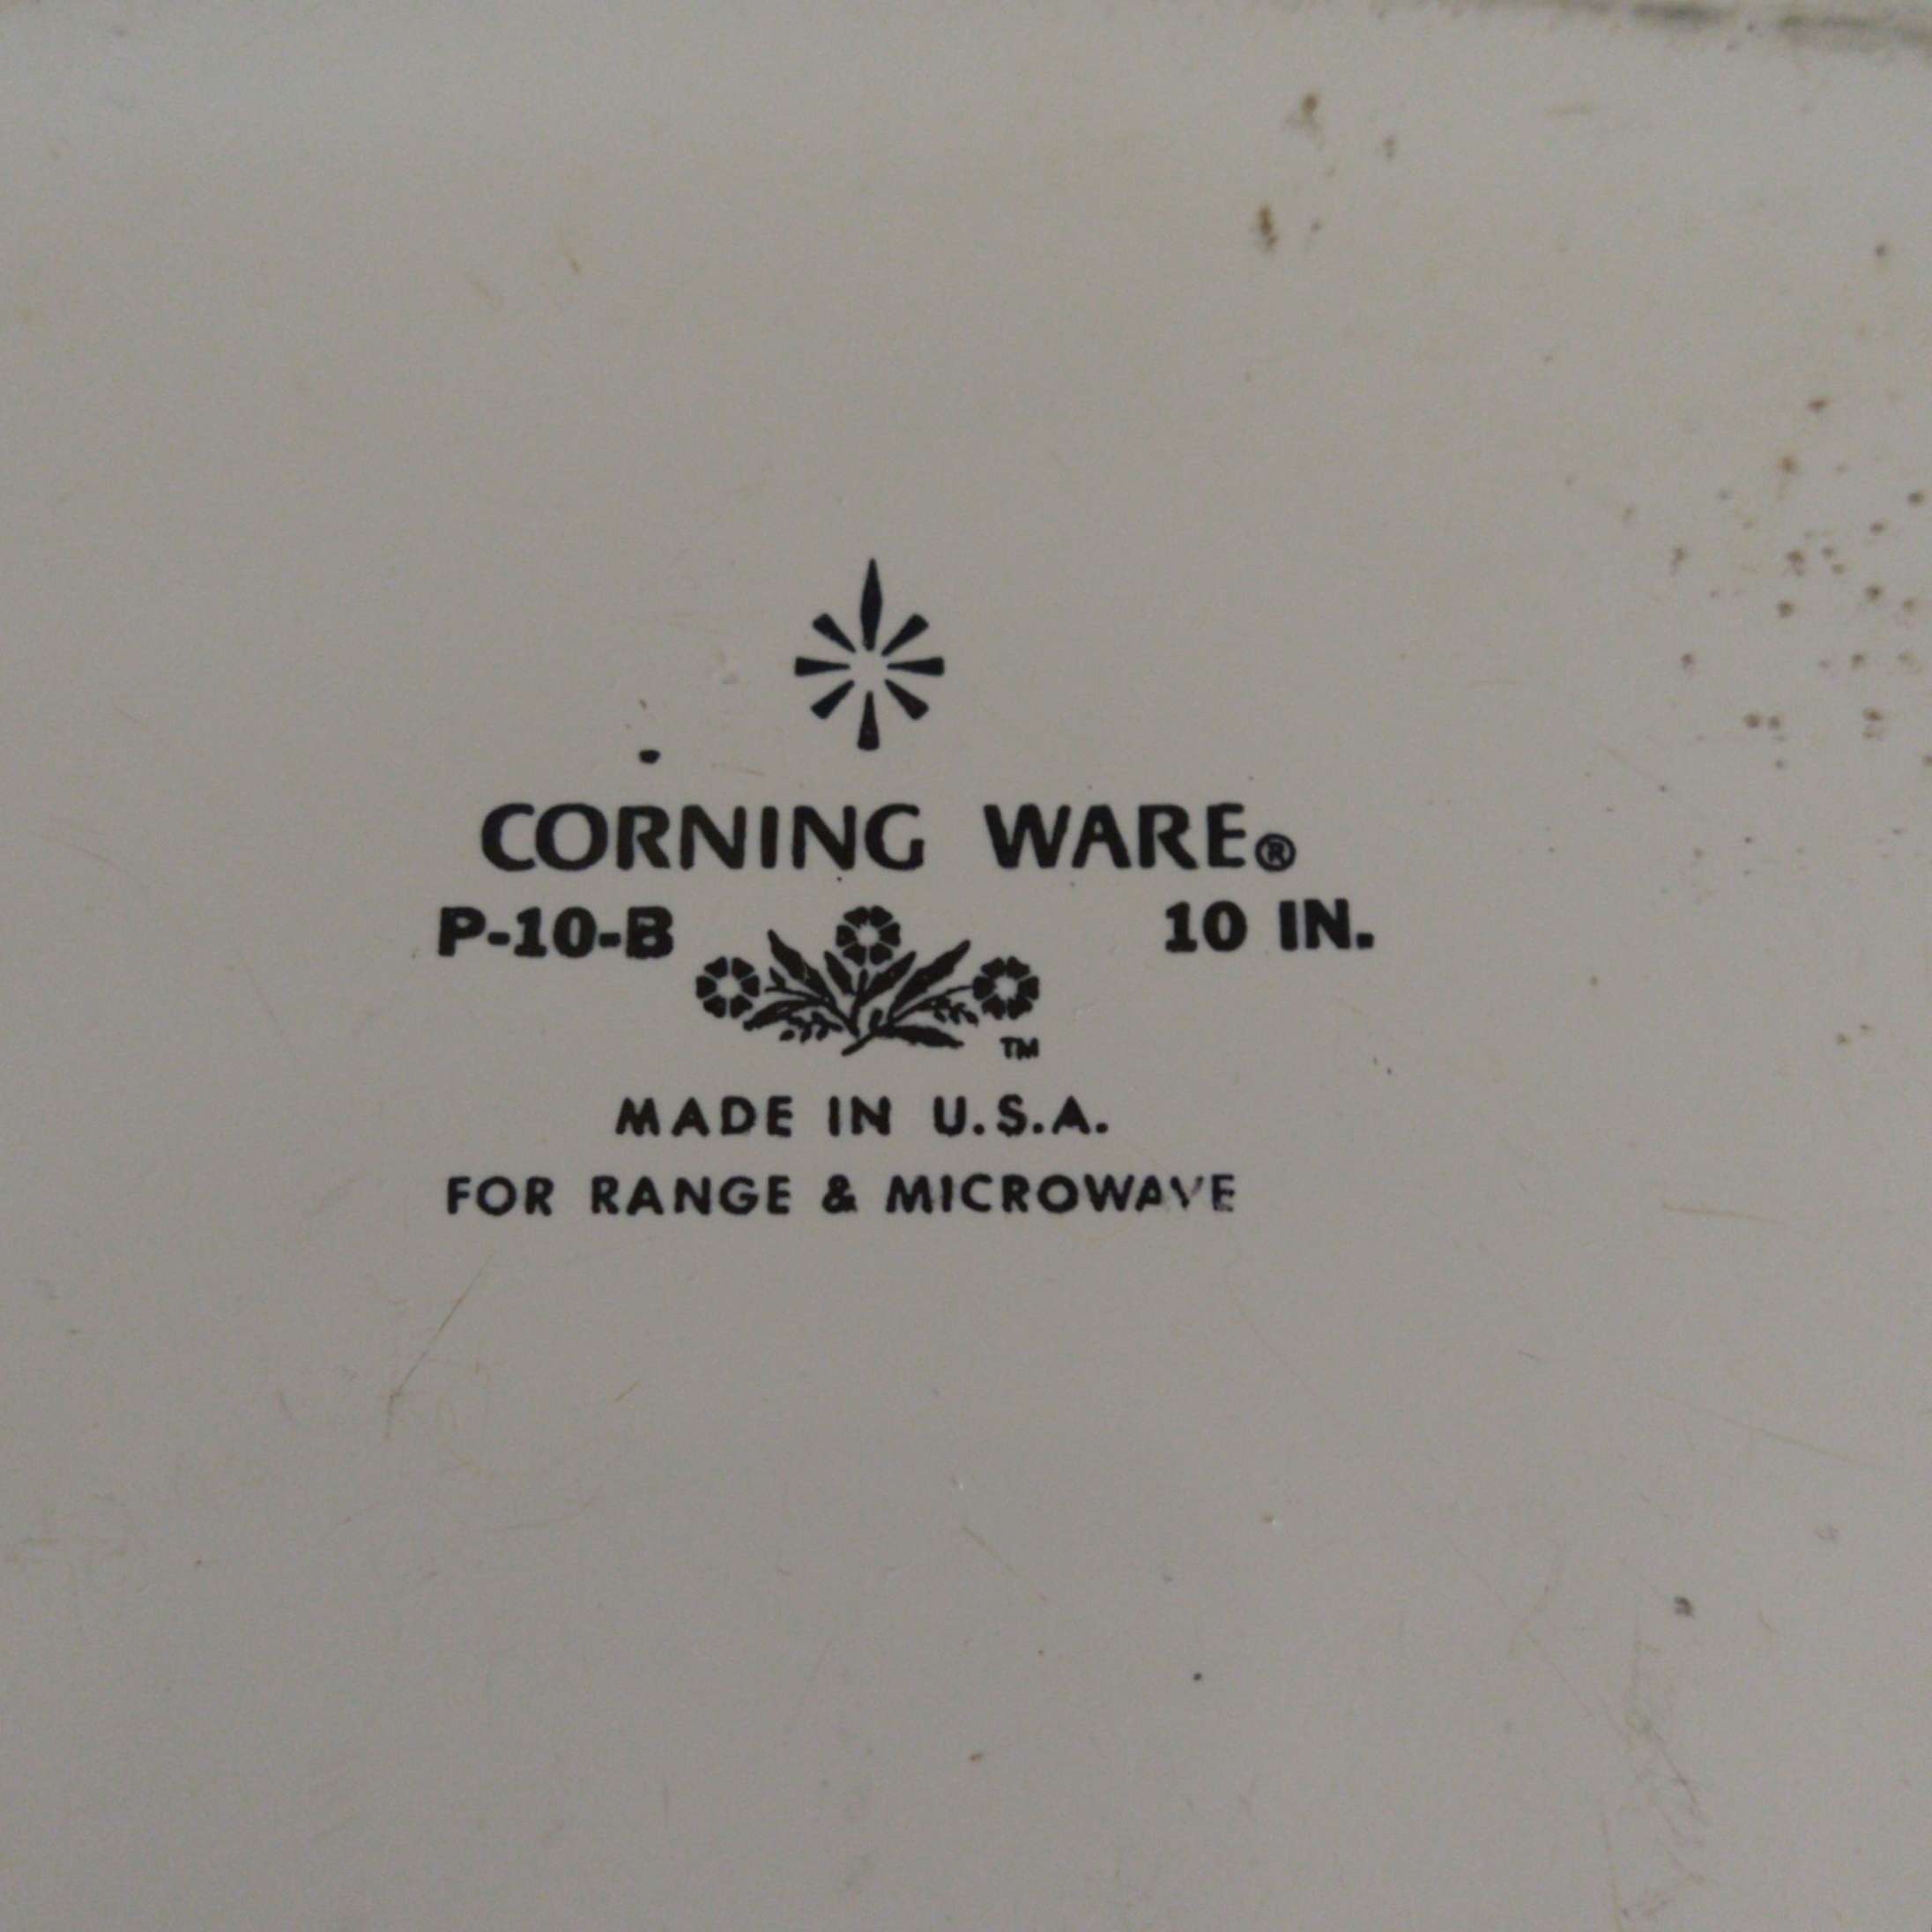 CORNING WARE®
P-10-B 10 IN.
TM
MADE IN U.S.A.
FOR RANGE & MICROWAVE